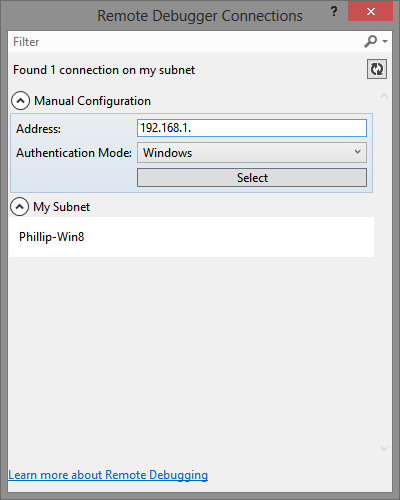 Remote Debugger Connections
? ×
Filter
Found 1 connection on my subnet
Manual Configuration
Address: 192.168.1.
Authentication Mode: Windows
Select
My Subnet
Phillip-Win8
Learn more about Remote Debugging